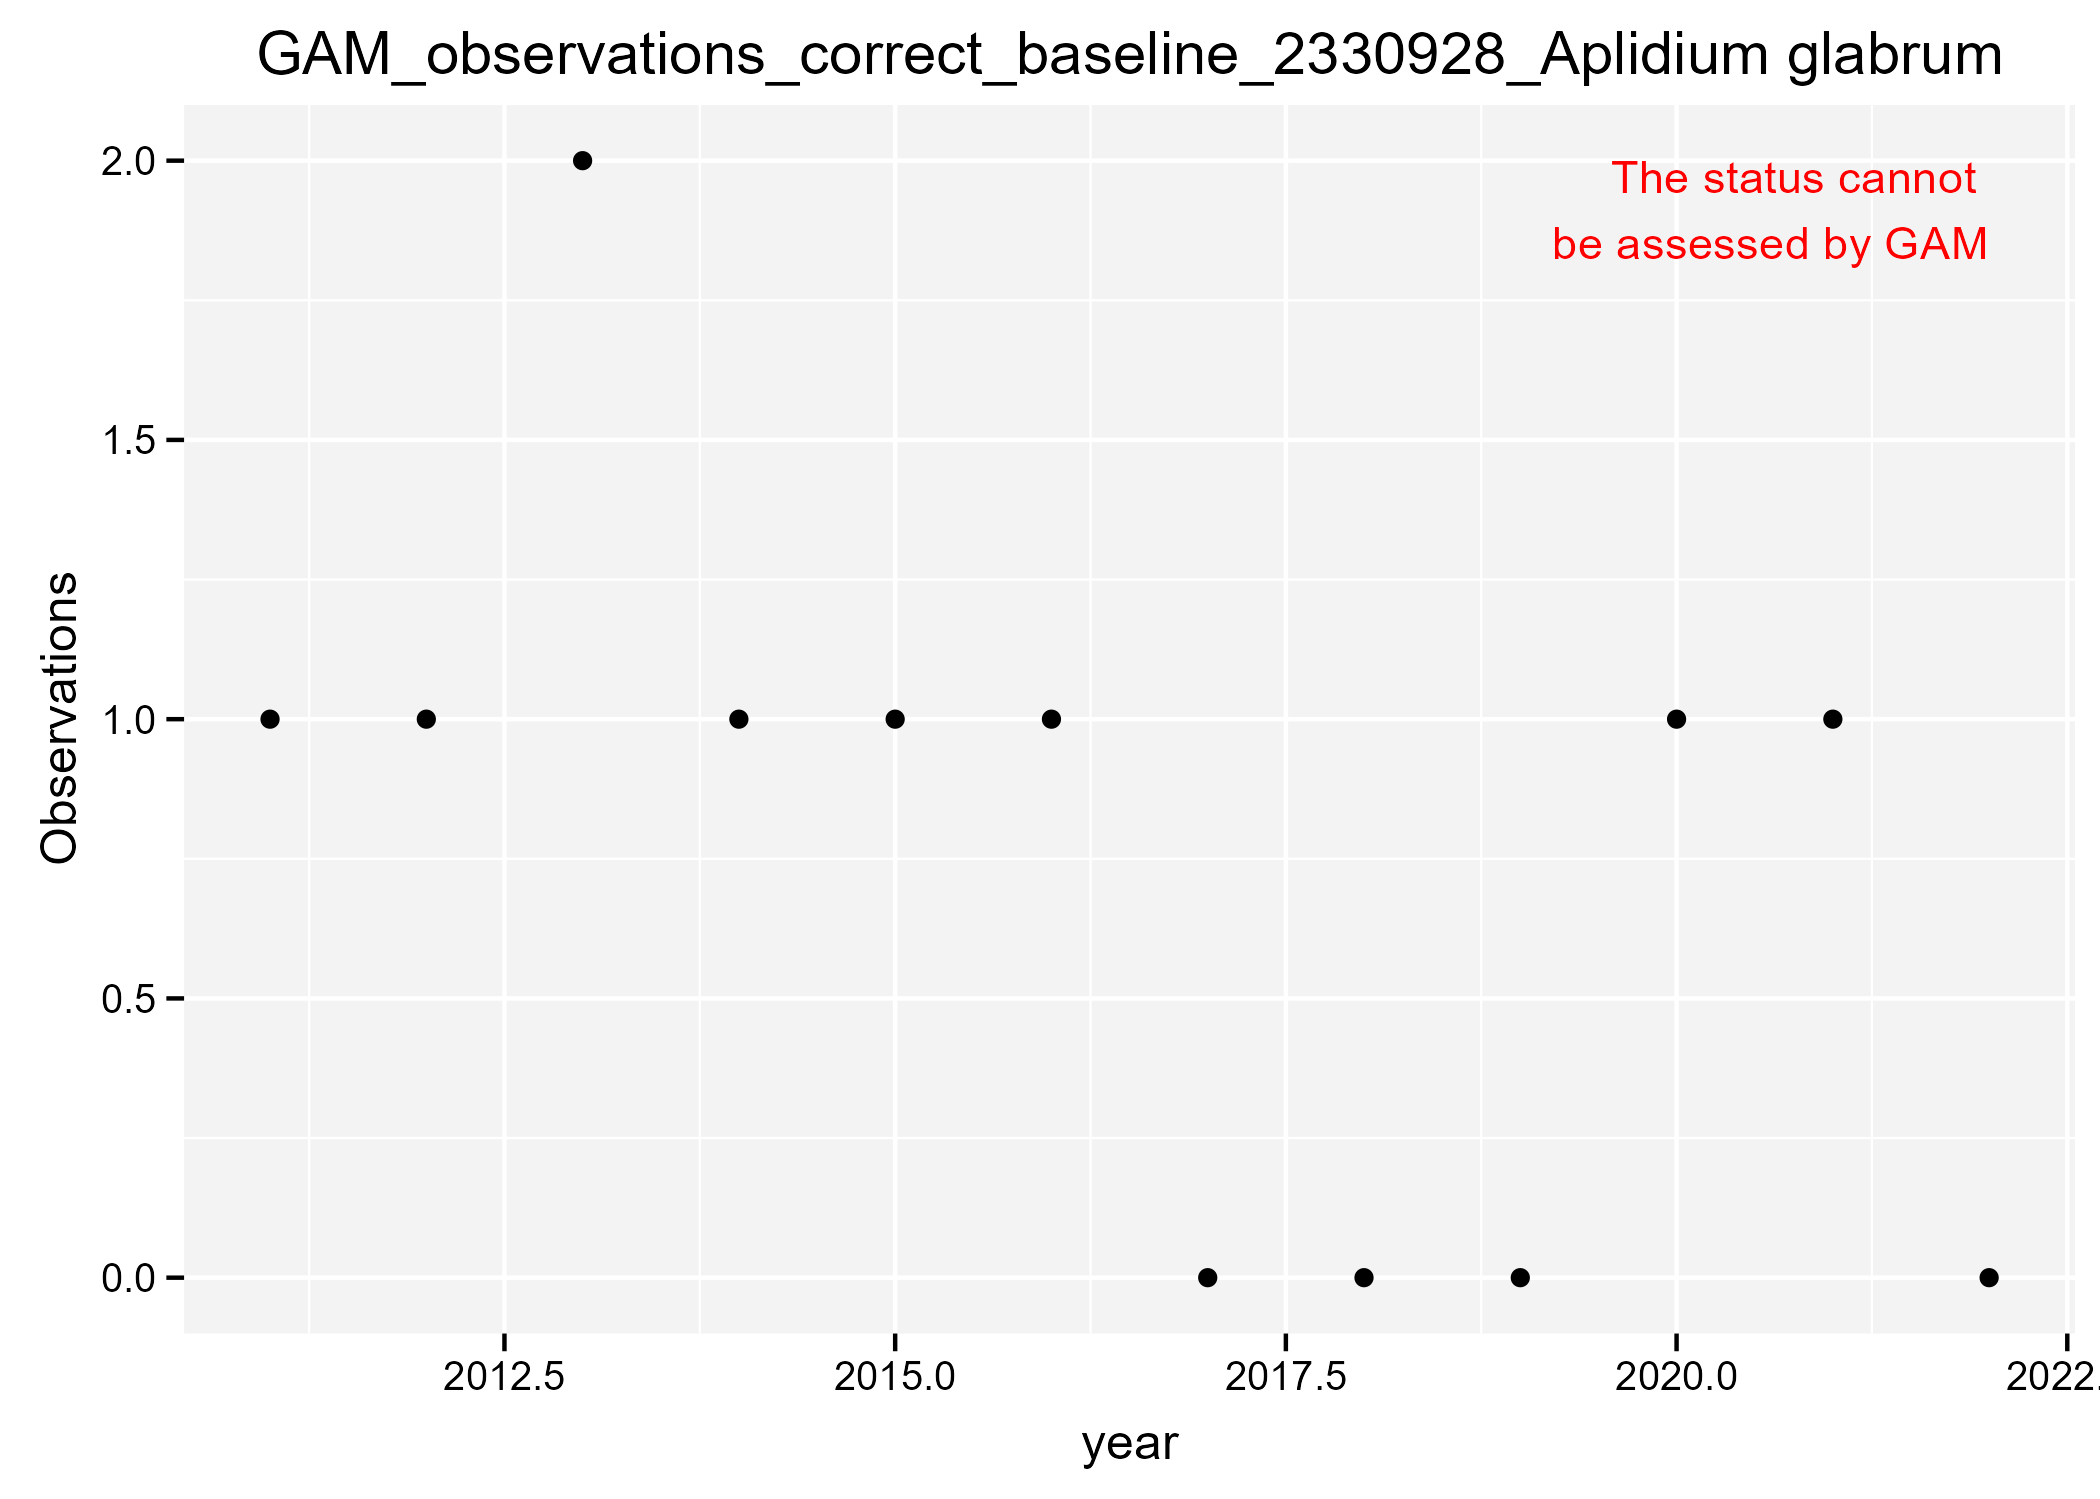 GAM_observations_correct_baseline_2330928_Aplidium glabrum
The status cannot
be assessed by GAM
2.0
1.5
1.0
0.5
0.0
Observations
2012.5 2015.0 2017.5 2020.0 2022.
year